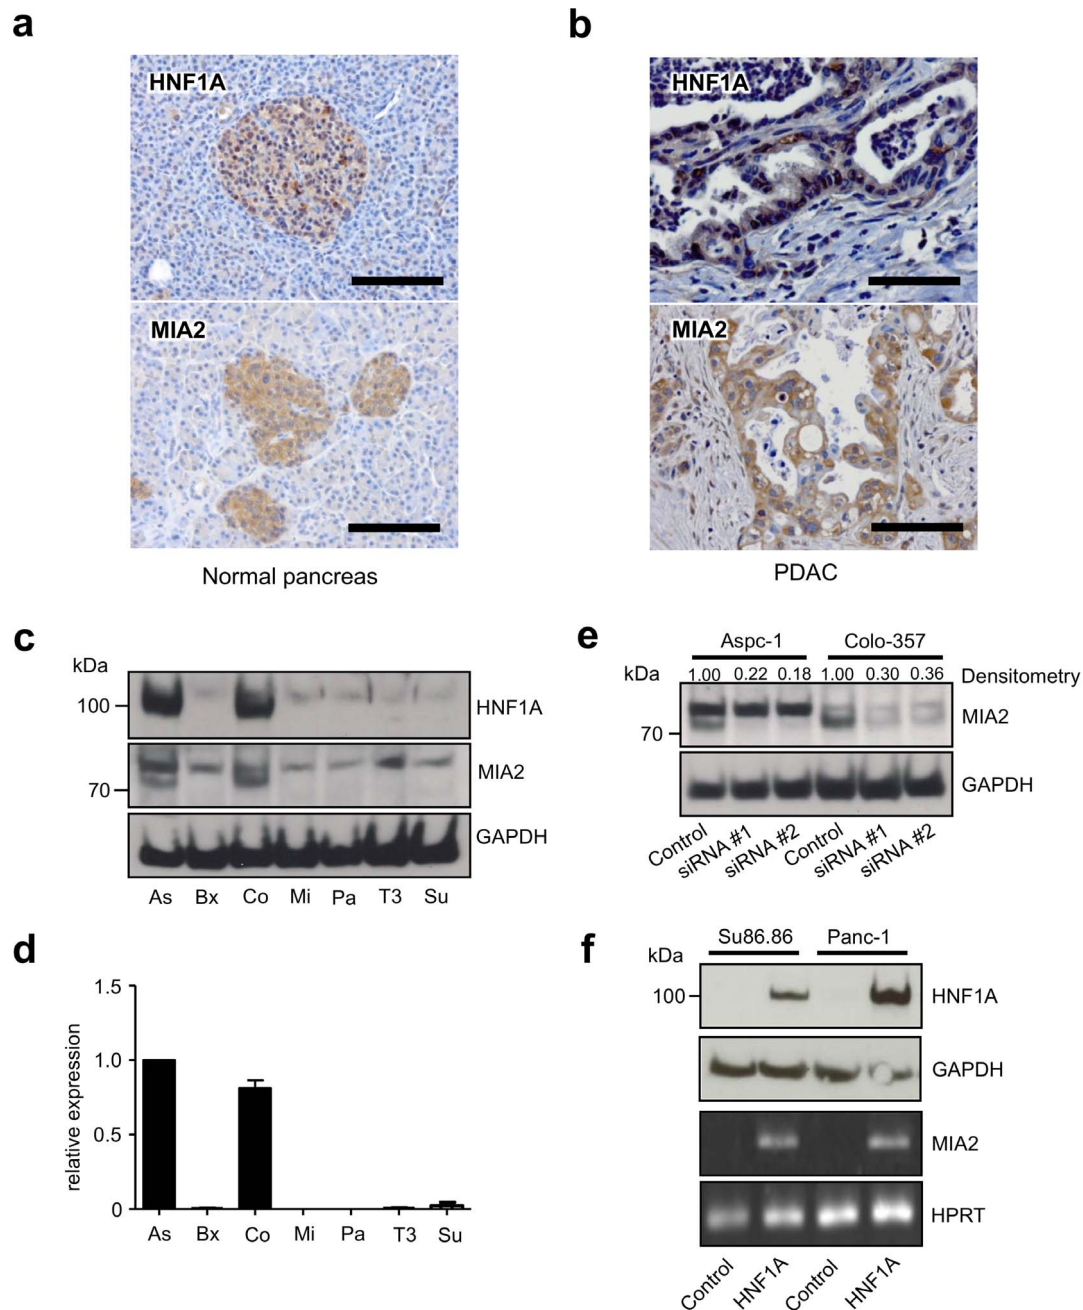 a
HNF1A
MIA2
Normal pancreas
b
HNF1A
MIA2
PDAC
c
kDa
100
HNF1A
70
MIA2
GAPDH
As Bx Co Mi Pa T3 Su
d
relative expression
1.5
1.0
0.5
0
As Bx Co Mi Pa T3 Su
e
Aspc-1 Colo-357
kDa
1.00 0.22 0.18 1.00 0.30 0.36 Densitometry
MIA2
70
GAPDH
Control siRNA #1 siRNA #2 Control siRNA #1 siRNA #2
f
Su86.86 Panc-1
kDa
100
HNF1A
GAPDH
MIA2
HPRT
Control HNF1A Control HNF1A